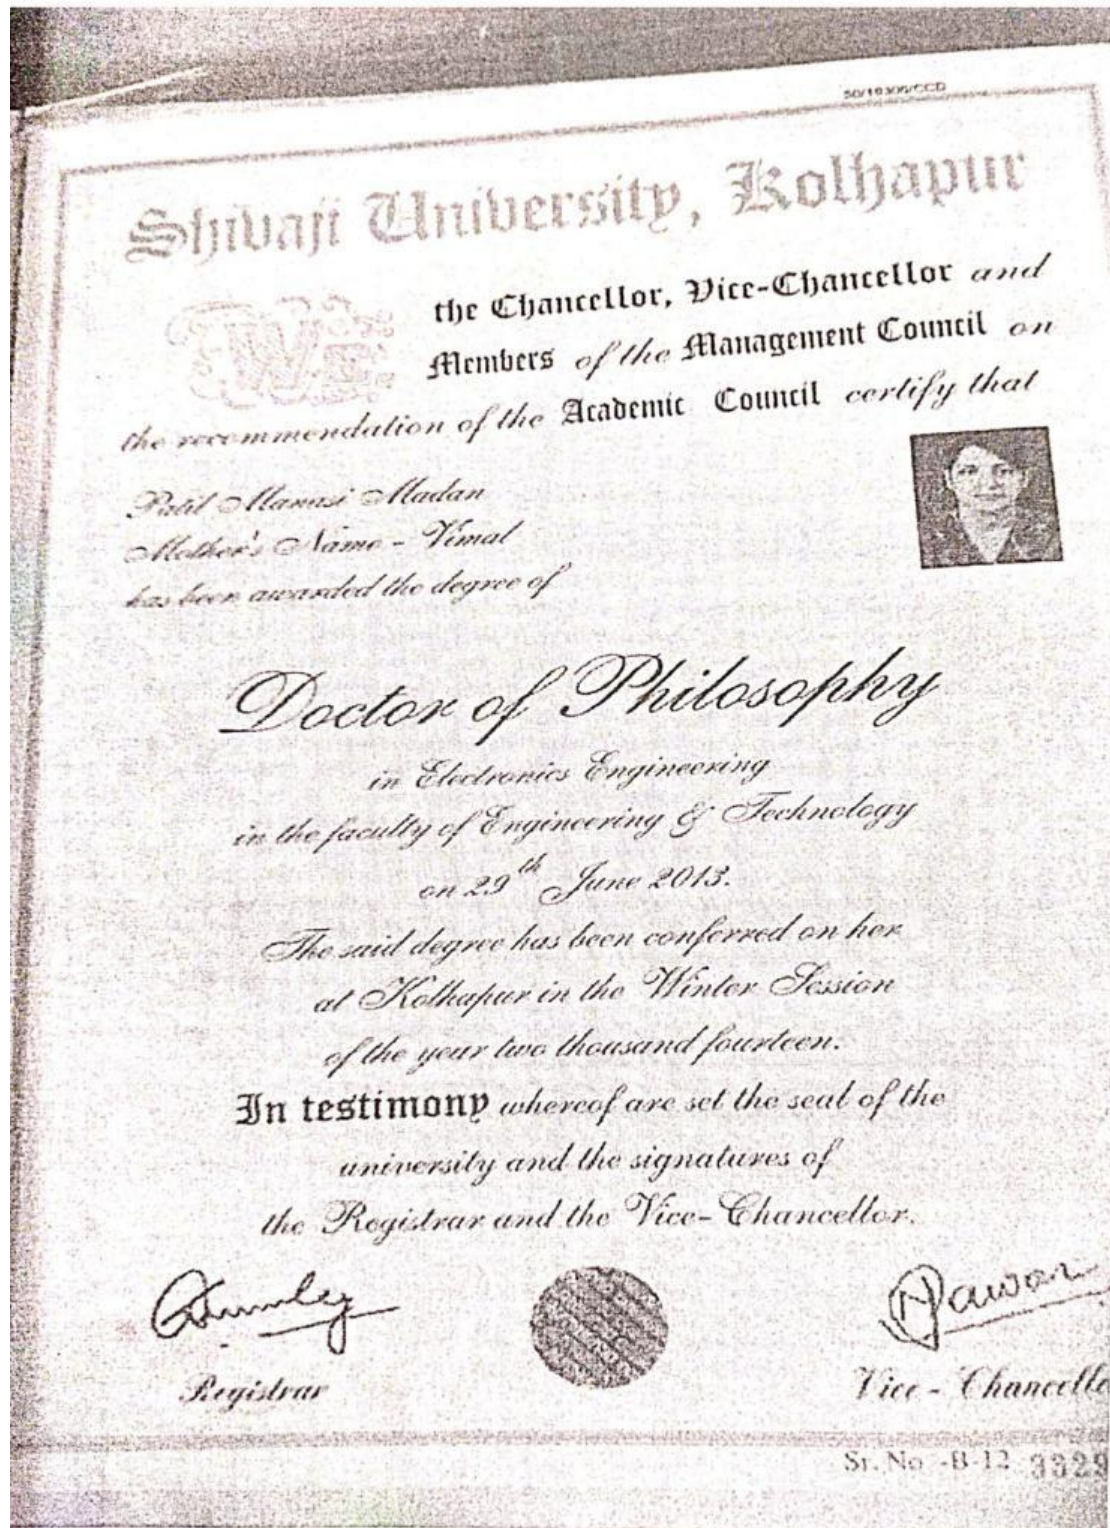 Shivaji University, Kolhapur
We the Chancellor, Vice-Chancellor and
Members of the Management Council on
the recommendation of the Academic Council certify that
Patil Manasi Madan
Mother's Name - Vimal
has been awarded the degree of
Doctor of Philosophy
in Electronics Engineering
in the faculty of Engineering & Technology
on 29th June 2013.
The said degree has been conferred on her
at Kolhapur in the Winter Session
of the year two thousand fourteen.
In testimony whereof are set the seal of the
university and the signatures of
the Registrar and the Vice-Chancellor.
Registrar
Vice - Chancello
Sr. No -B-12 3329